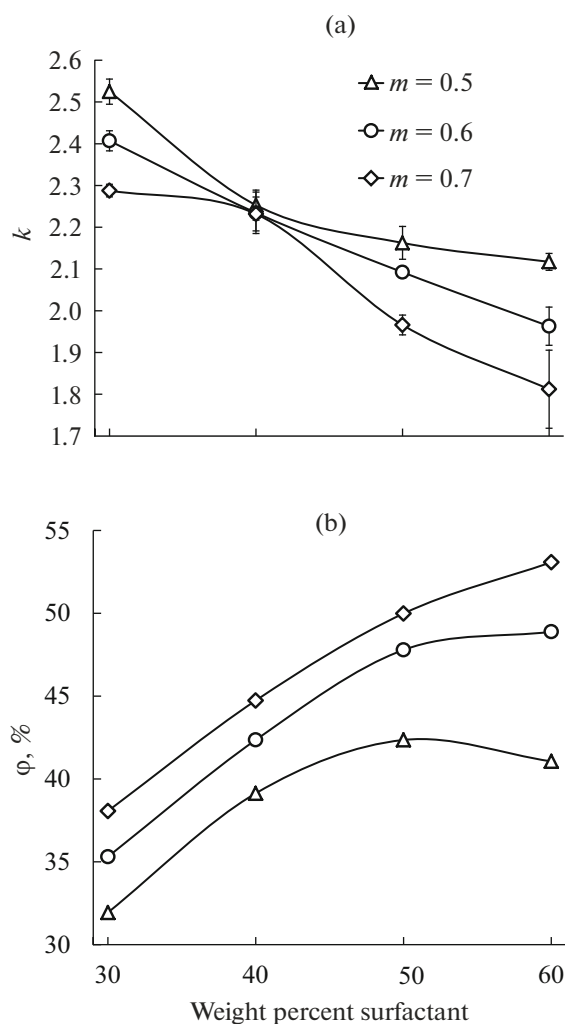 (a)
2.6
2.5
2.4
2.3
2.2
2.1
2.0
1.9
1.8
1.7
k
m = 0.5
m = 0.6
m = 0.7
(b)
55
50
45
40
35
30
φ, %
30 40 50 60
Weight percent surfactant